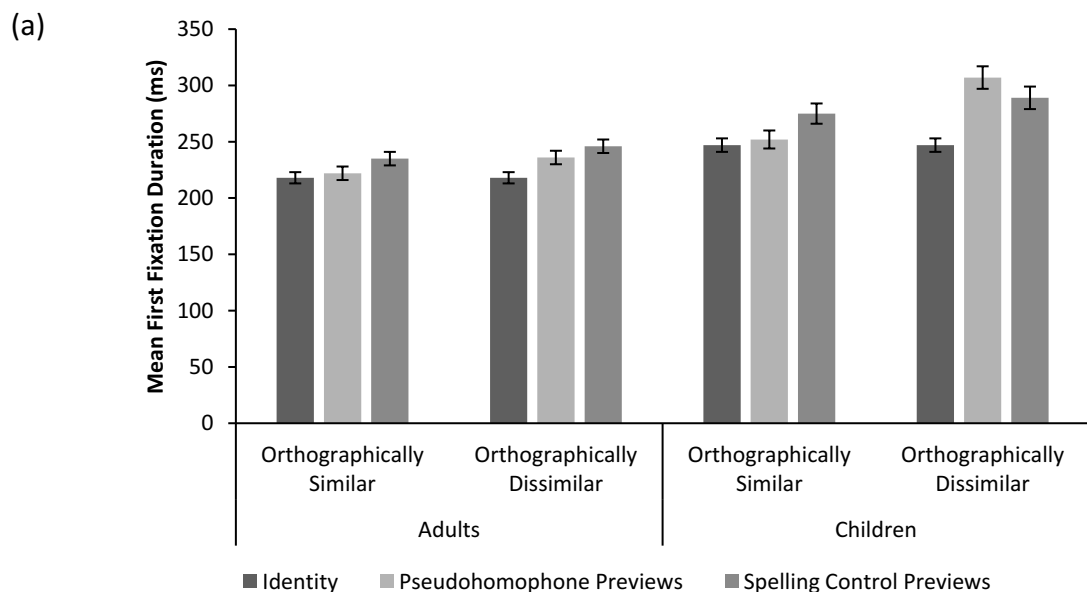 (a)
Mean First Fixation Duration (ms)
350
300
250
200
150
100
50
0
Orthographically Similar
Orthographically Dissimilar
Orthographically Similar
Orthographically Dissimilar
Adults
Children
Identity
Pseudohomophone Previews
Spelling Control Previews